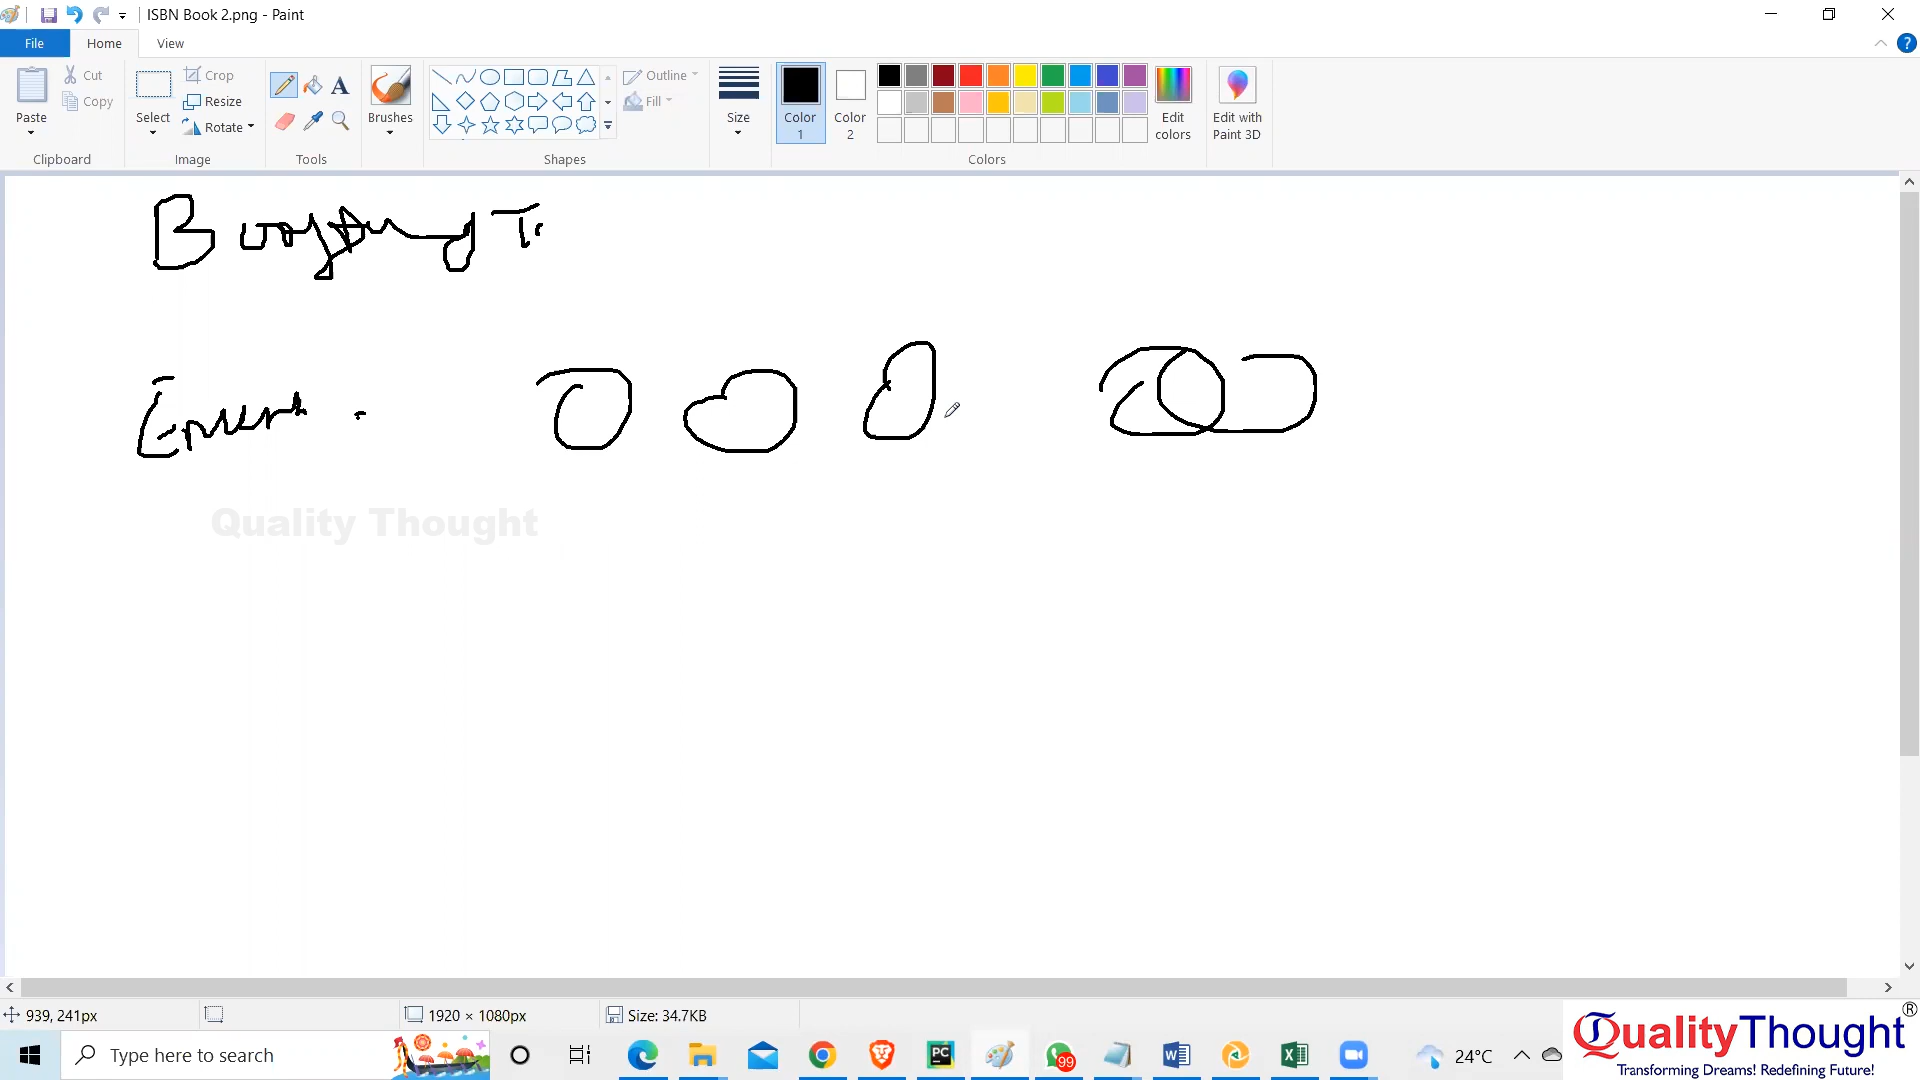 ISBN Book 2.png - Paint
File Home View
Paste
Cut
Copy
Clipboard
Select
Crop
Resize
Rotate
Image
A
Tools
Brushes
Outline
Fill
Shapes
Size
Color
1
Color
2
Edit
colors
Edit with
Paint 3D
Colors
?
B
Quality Thought
939, 241px
1920 × 1080px
Size: 34.7KB
Type here to search
PC
99
24°C
QualityThought®
Transforming Dreams! Redefining Future!